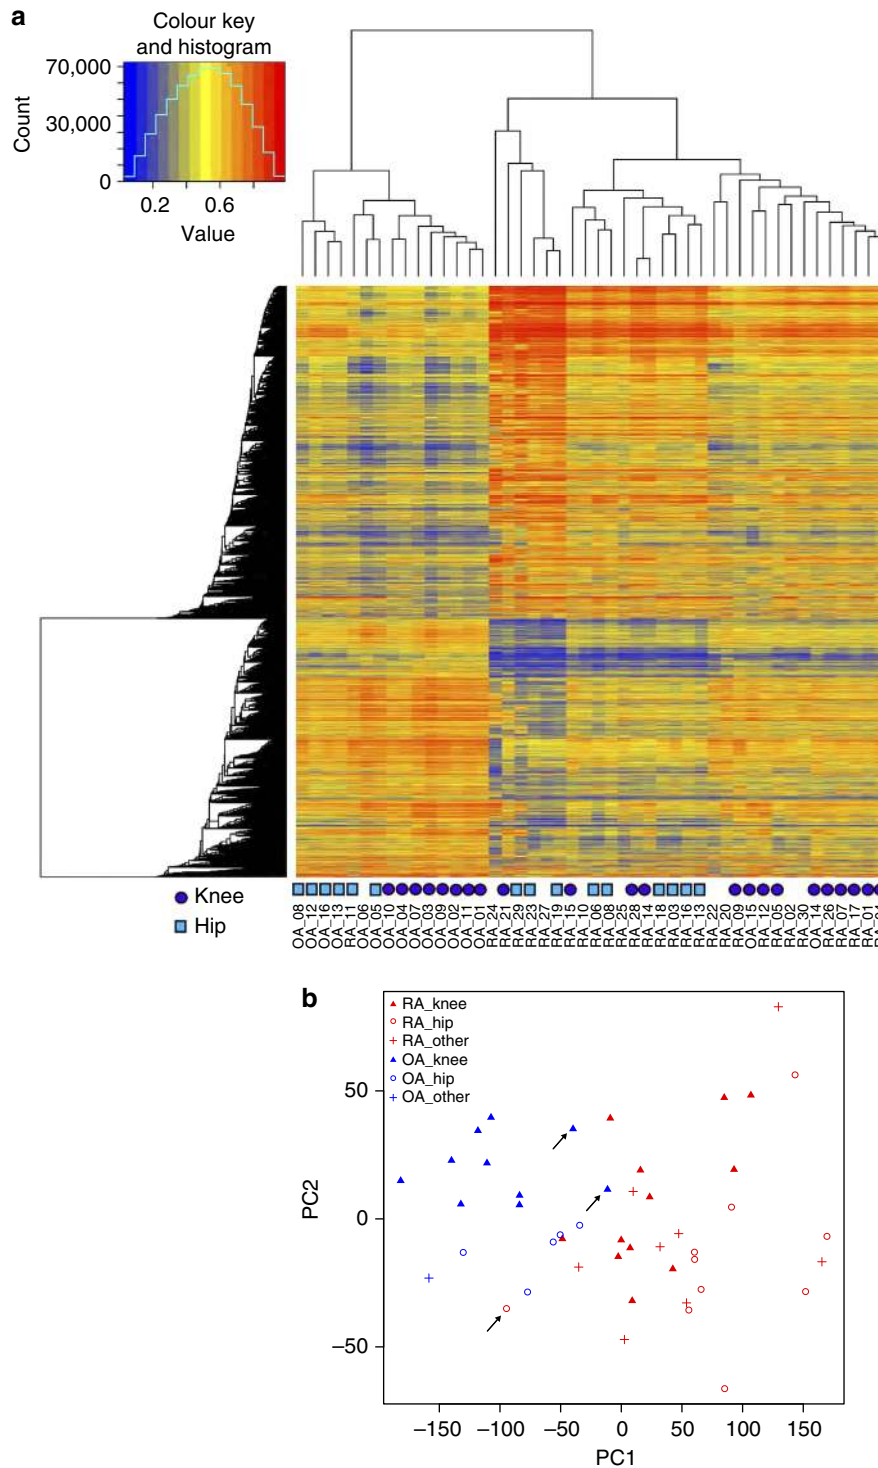 a
Colour key
and histogram
70,000
30,000
0
Count
0.2 0.6
Value
Knee
Hip
OA_08
OA_12
OA_16
OA_13
RA_11
OA_06
OA_05
OA_10
OA_04
OA_07
OA_03
OA_09
OA_02
OA_11
OA_01
RA_24
RA_21
RA_29
RA_23
RA_27
RA_19
RA_15
RA_10
RA_06
RA_08
RA_25
RA_28
RA_14
RA_18
RA_03
RA_16
RA_13
RA_22
RA_20
RA_09
OA_15
RA_12
RA_05
RA_02
RA_30
OA_14
RA_26
RA_07
RA_17
RA_01
b
RA_knee
RA_hip
RA_other
OA_knee
OA_hip
OA_other
50
0
−50
PC2
−150 −100 −50 0 50 100 150
PC1